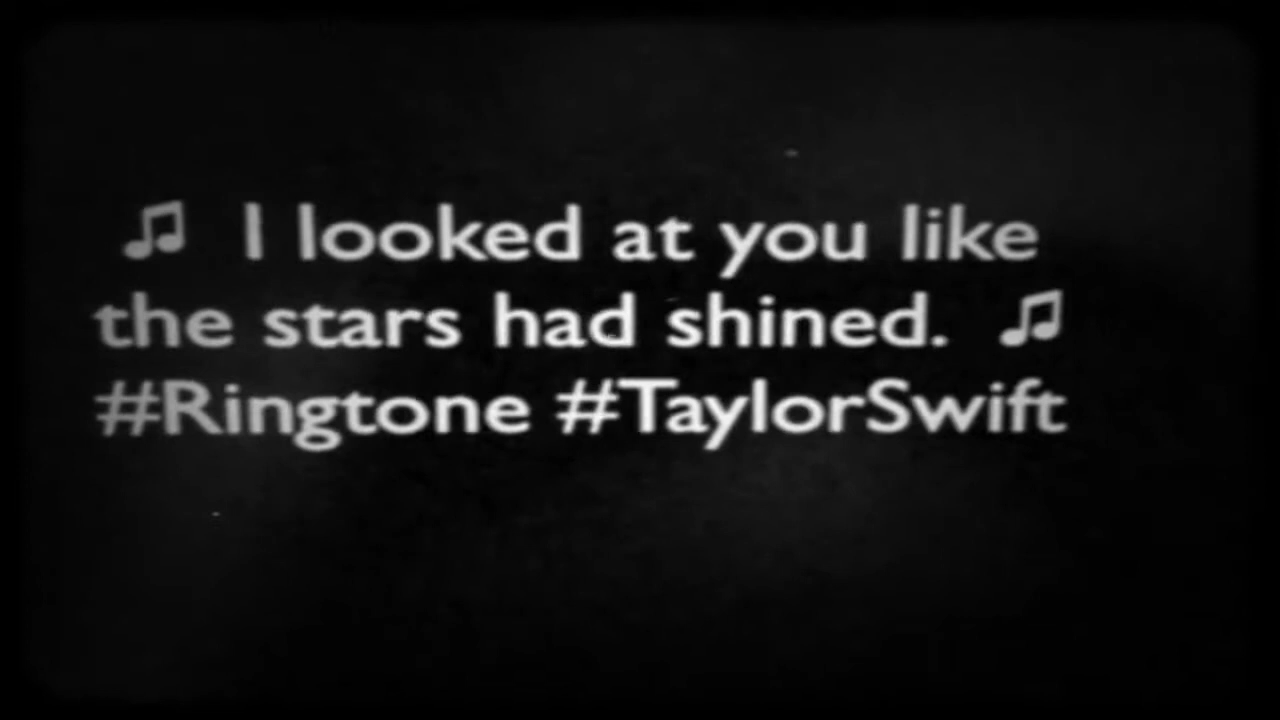 ♫ I looked at you like
the stars had shined. ♫
#Ringtone #TaylorSwift